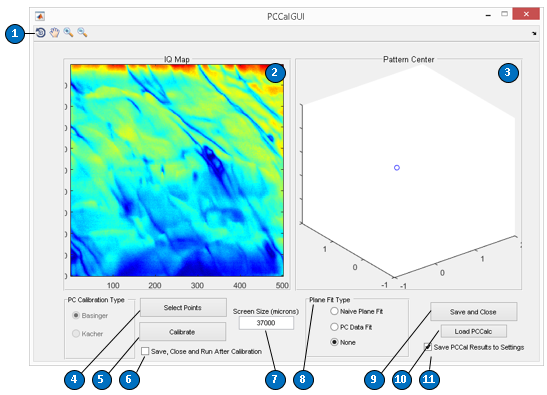 PCCalGUI
1
IQ Map
Pattern Center
2
3
100 200 300 400 500
1
0
-1 -1
0
1
PC Calibration Type
Basinger
Kacher
Select Points
Calibrate
Save, Close and Run After Calibration
Screen Size (microns)
37000
Plane Fit Type
Naive Plane Fit
PC Data Fit
None
Save and Close
Load PCCalc
Save PCCal Results to Settings
4
5
6
7
8
9
10
11